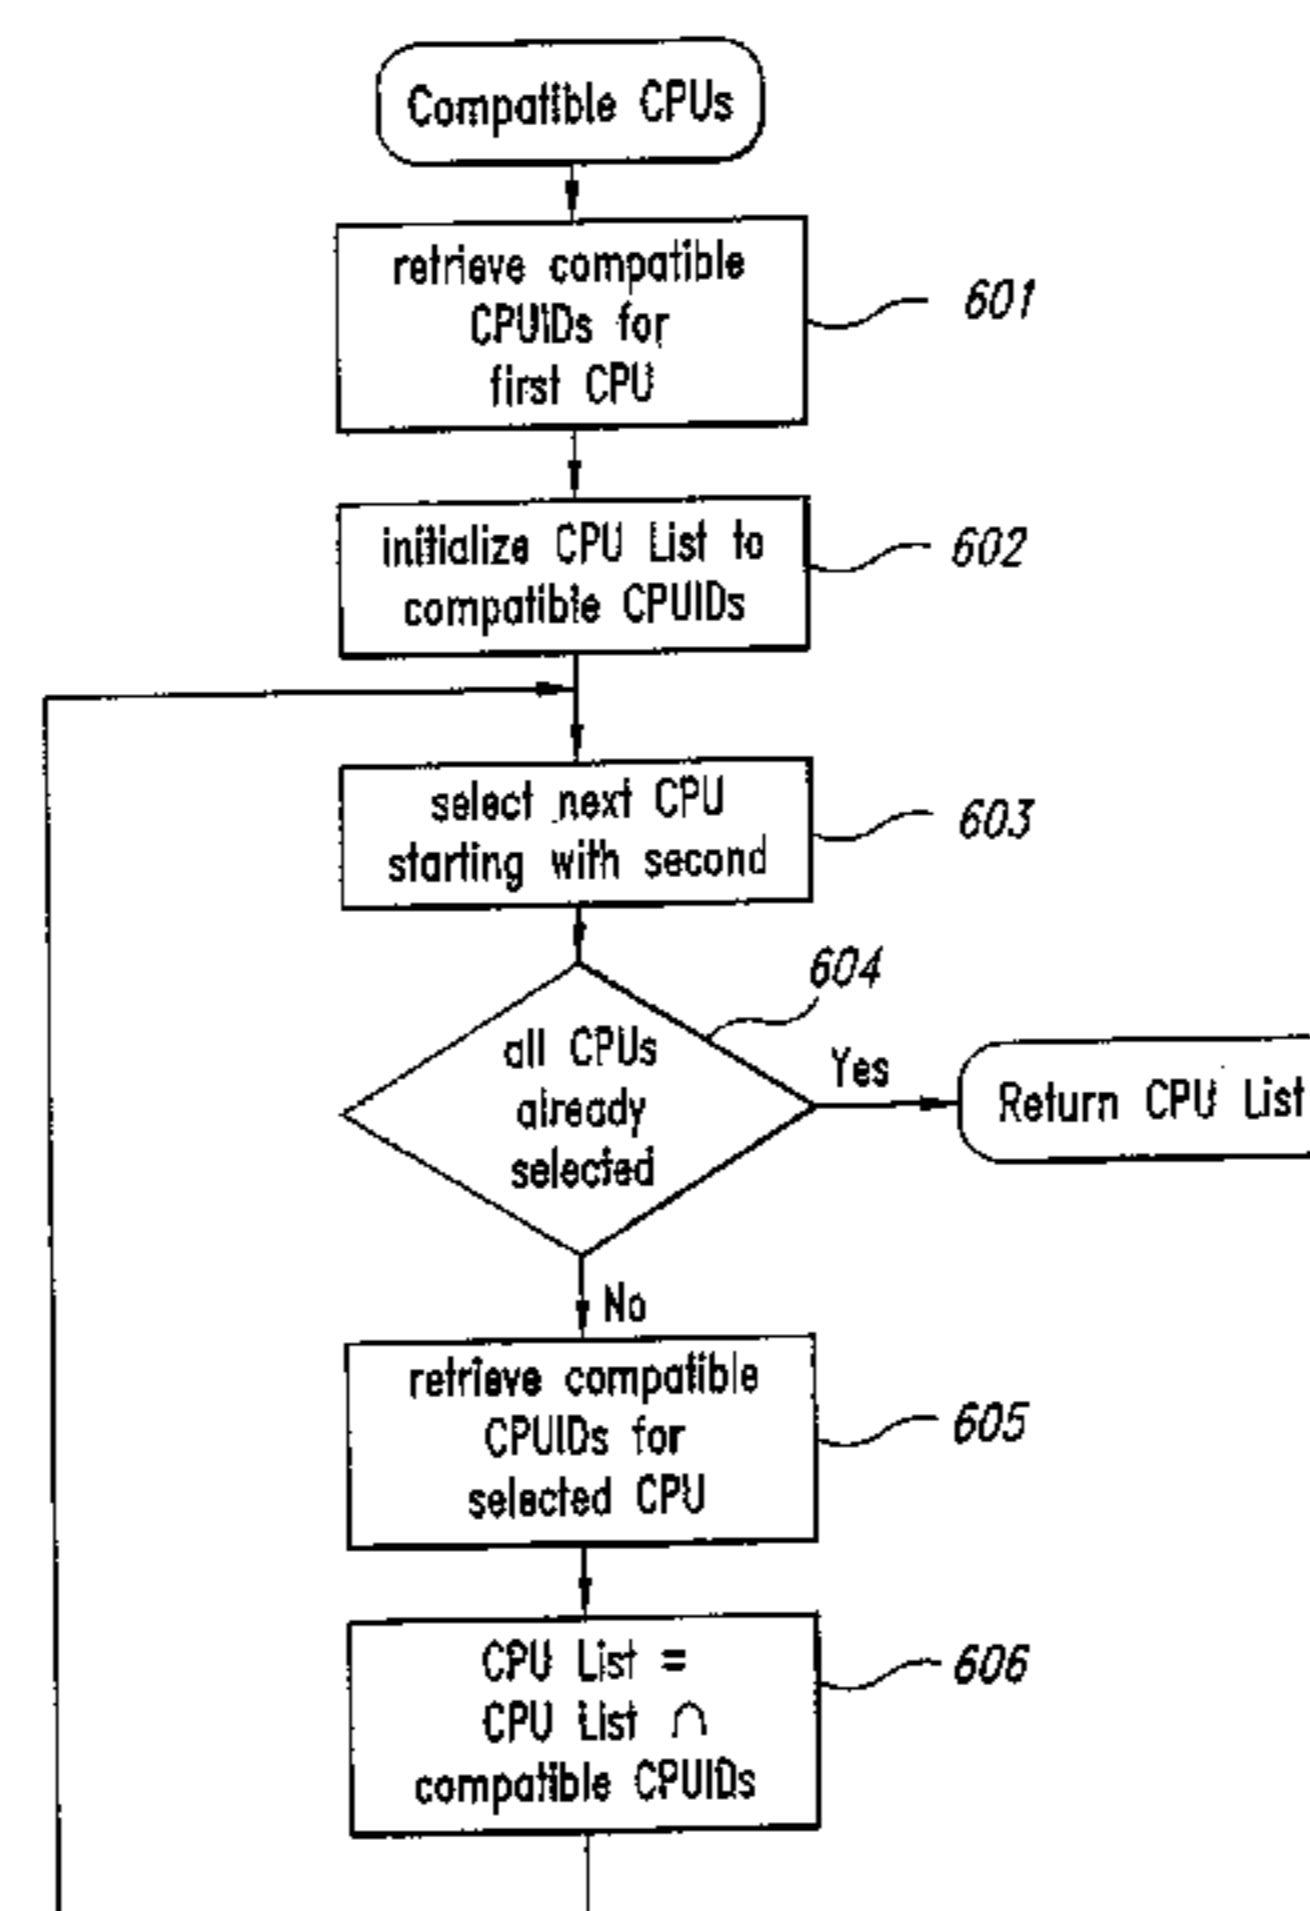 Compatible CPUs
retrieve compatible
CPUIDs for
first CPU
601
initialize CPU List to
compatible CPUIDs
602
select next CPU
starting with second
603
604
all CPUs
already
selected
Yes
Return CPU List
No
retrieve compatible
CPUIDs for
selected CPU
605
CPU List =
CPU List ∩
compatible CPUIDs
606